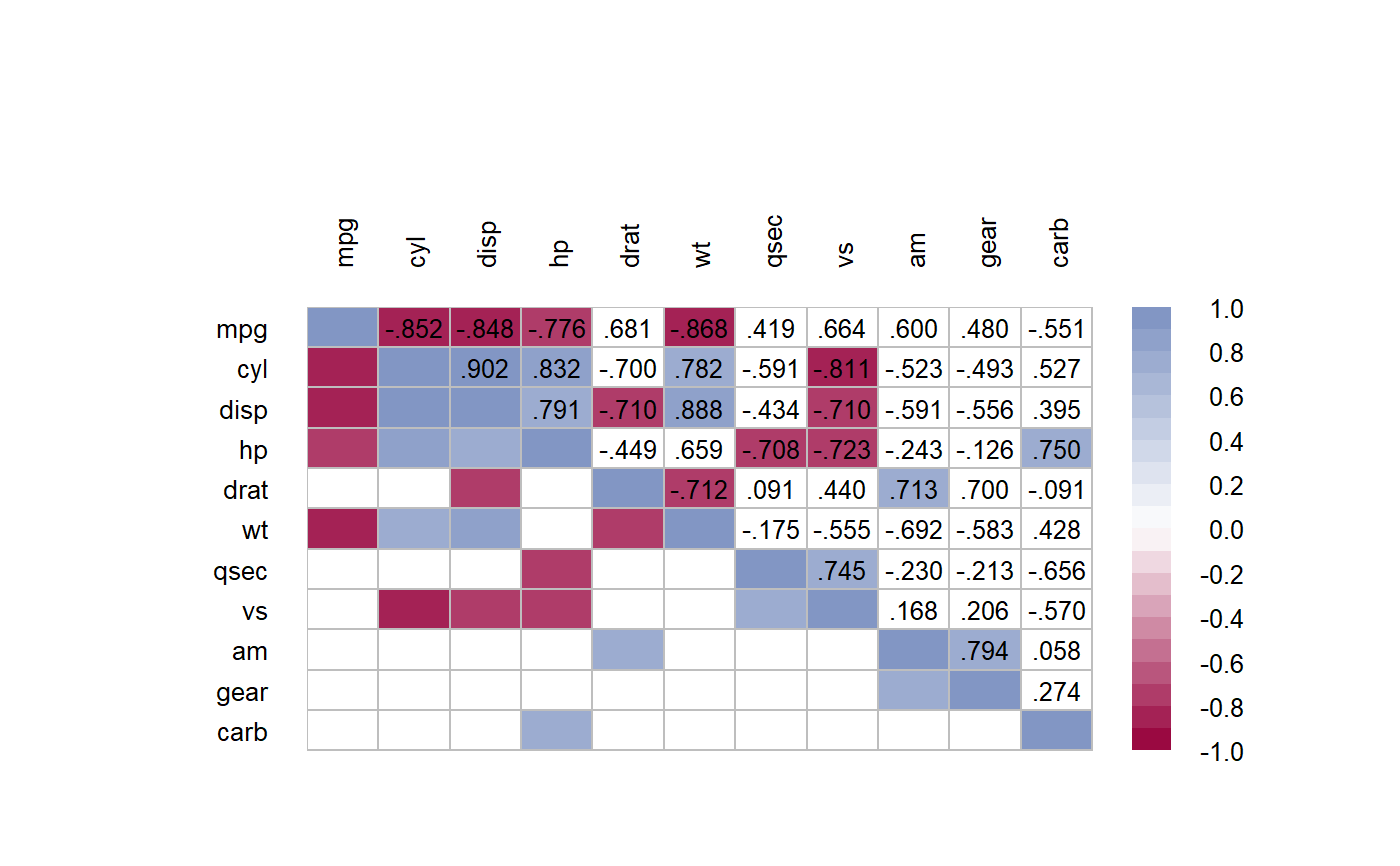 mpg cyl disp hp drat wt qsec vs am gear carb
mpg -.852 -.848 -.776 .681 -.868 .419 .664 .600 .480 -.551
cyl .902 .832 -.700 .782 -.591 -.811 -.523 -.493 .527
disp .791 -.710 .888 -.434 -.710 -.591 -.556 .395
hp -.449 .659 -.708 -.723 -.243 -.126 .750
drat -.712 .091 .440 .713 .700 -.091
wt -.175 -.555 -.692 -.583 .428
qsec .745 -.230 -.213 -.656
vs .168 .206 -.570
am .794 .058
gear .274
carb
1.0
0.8
0.6
0.4
0.2
0.0
-0.2
-0.4
-0.6
-0.8
-1.0